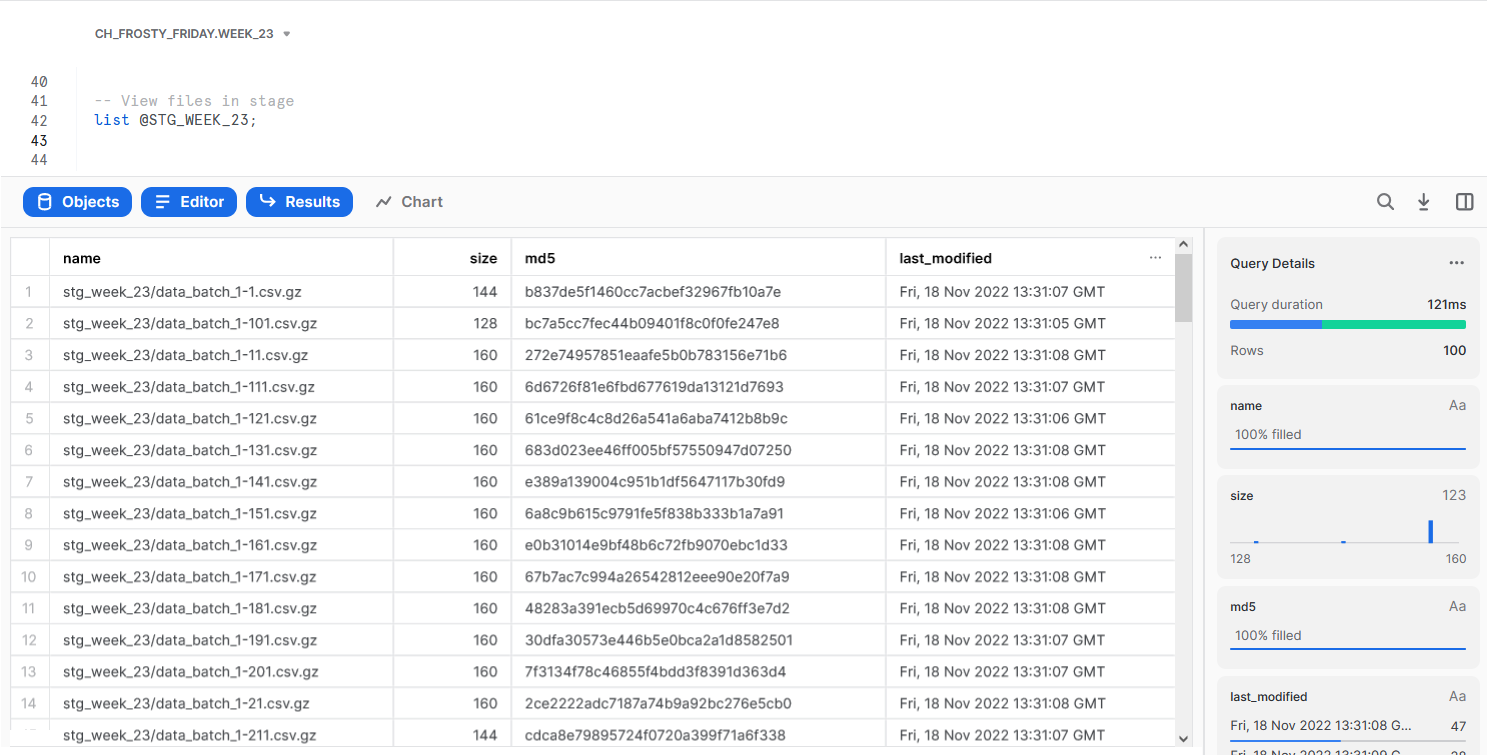 CH_FROSTY_FRIDAY.WEEK_23
40
41 -- View files in stage
42 list @STG_WEEK_23;
43
44
Objects Editor Results Chart
name size md5 last_modified ...
1 stg_week_23/data_batch_1-1.csv.gz 144 b837de5f1460cc7acbef32967fb10a7e Fri, 18 Nov 2022 13:31:07 GMT
2 stg_week_23/data_batch_1-101.csv.gz 128 bc7a5cc7fec44b09401f8c0f0fe247e8 Fri, 18 Nov 2022 13:31:05 GMT
3 stg_week_23/data_batch_1-11.csv.gz 160 272e74957851eaafe5b0b783156e71b6 Fri, 18 Nov 2022 13:31:08 GMT
4 stg_week_23/data_batch_1-111.csv.gz 160 6d6726f81e6fbd677619da13121d7693 Fri, 18 Nov 2022 13:31:07 GMT
5 stg_week_23/data_batch_1-121.csv.gz 160 61ce9f8c4c8d26a541a6aba7412b8b9c Fri, 18 Nov 2022 13:31:06 GMT
6 stg_week_23/data_batch_1-131.csv.gz 160 683d023ee46ff005bf57550947d07250 Fri, 18 Nov 2022 13:31:08 GMT
7 stg_week_23/data_batch_1-141.csv.gz 160 e389a139004c951b1df5647117b30fd9 Fri, 18 Nov 2022 13:31:08 GMT
8 stg_week_23/data_batch_1-151.csv.gz 160 6a8c9b615c9791fe5f838b333b1a7a91 Fri, 18 Nov 2022 13:31:06 GMT
9 stg_week_23/data_batch_1-161.csv.gz 160 e0b31014e9bf48b6c72fb9070ebc1d33 Fri, 18 Nov 2022 13:31:08 GMT
10 stg_week_23/data_batch_1-171.csv.gz 160 67b7ac7c994a26542812eee90e20f7a9 Fri, 18 Nov 2022 13:31:08 GMT
11 stg_week_23/data_batch_1-181.csv.gz 160 48283a391ecb5d69970c4c676ff3e7d2 Fri, 18 Nov 2022 13:31:08 GMT
12 stg_week_23/data_batch_1-191.csv.gz 160 30dfa30573e446b5e0bca2a1d8582501 Fri, 18 Nov 2022 13:31:07 GMT
13 stg_week_23/data_batch_1-201.csv.gz 160 7f3134f78c46855f4bdd3f8391d363d4 Fri, 18 Nov 2022 13:31:07 GMT
14 stg_week_23/data_batch_1-21.csv.gz 160 2ce2222adc7187a74b9a92bc276e5cb0 Fri, 18 Nov 2022 13:31:08 GMT
stg_week_23/data_batch_1-211.csv.gz 144 cdca8e79895724f0720a399f71a6f338 Fri, 18 Nov 2022 13:31:07 GMT
Query Details ...
Query duration 121ms
Rows 100
name Aa
100% filled
size 123
128 160
md5 Aa
100% filled
last_modified Aa
Fri, 18 Nov 2022 13:31:08 G... 47